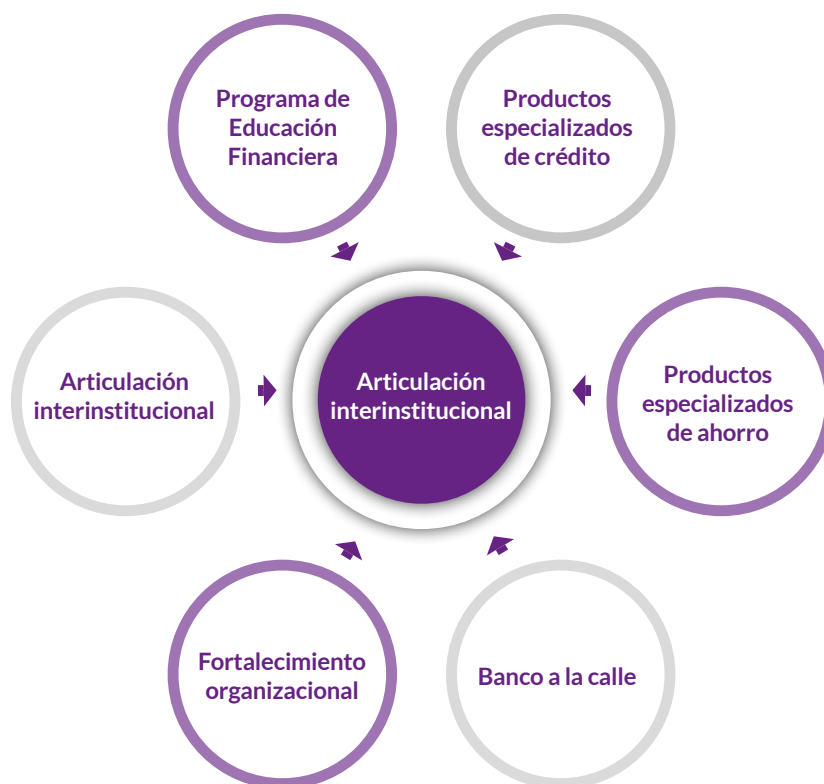 Programa de
Educación
Financiera
Productos
especializados
de crédito
Articulación
interinstitucional
Articulación
interinstitucional
Productos
especializados
de ahorro
Fortalecimiento
organizacional
Banco a la calle